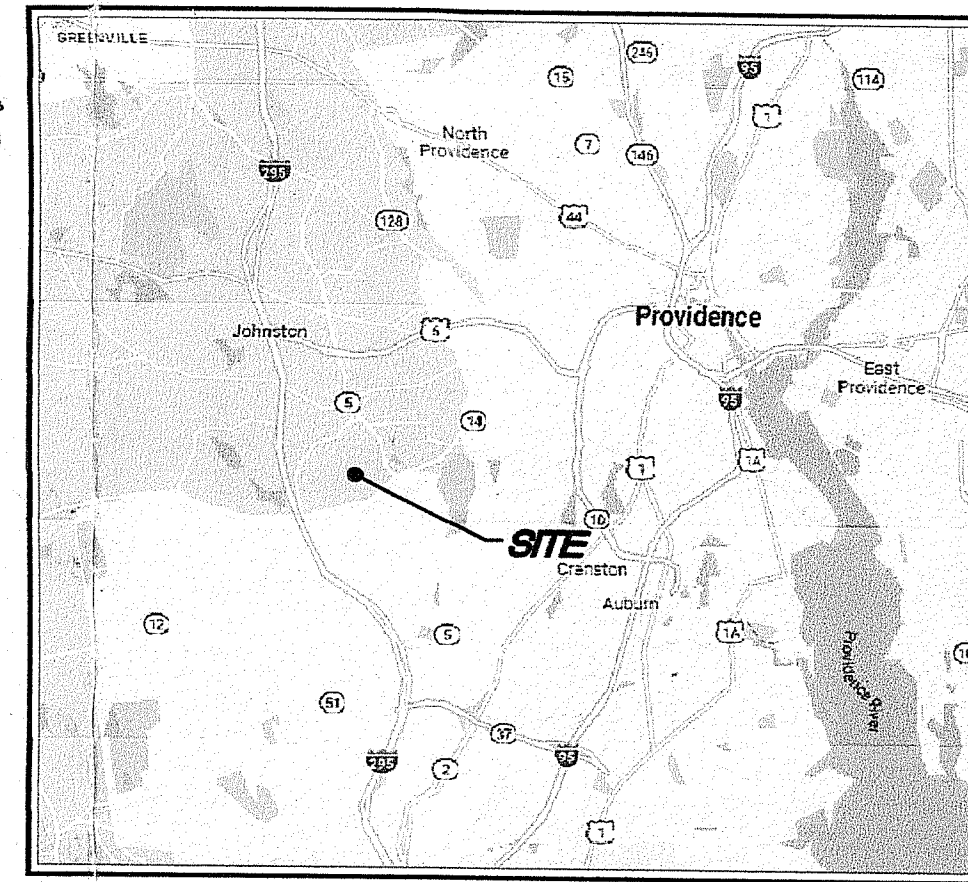 GREENVILLE
246
95
15
114
1
North
Providence
7
146
295
128
44
Johnston
6
Providence
East
Providence
5
95
14
1
1A
10
SITE
Cranston
Auburn
12
5
1A
Providence River
51
37
295
2
95
1